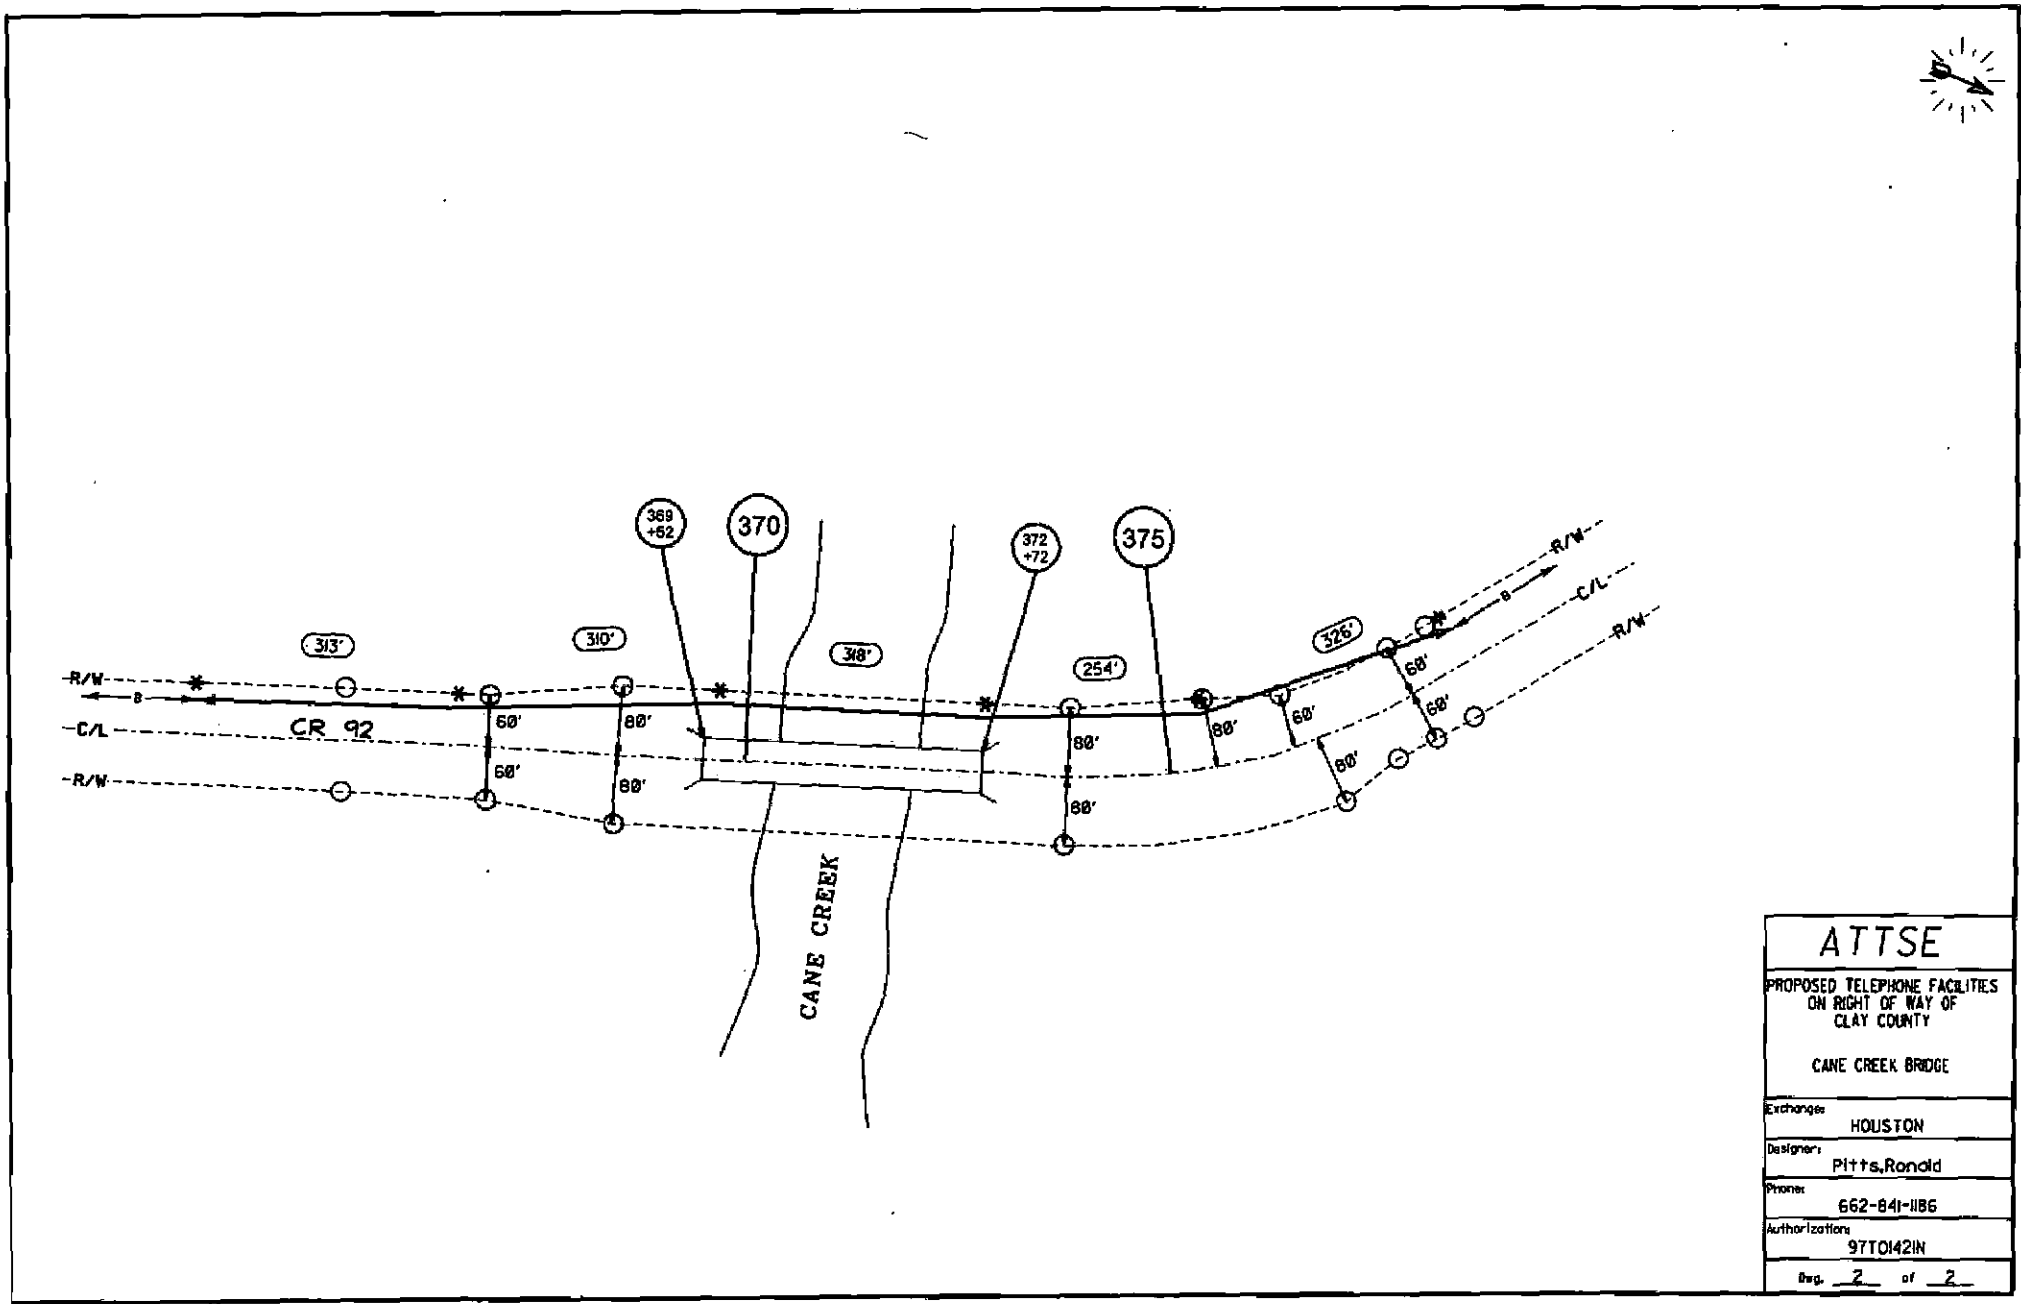 369
+52
370
372
+72
375
R/W
C/L
326'
313'
310'
318'
254'
R/W
B
60'
80'
80'
60'
60'
60'
B
CR 92
C/L
R/W
60'
80'
80'
80'
R/W
CANE CREEK
ATTSE
PROPOSED TELEPHONE FACILITIES
ON RIGHT OF WAY OF
CLAY COUNTY
CANE CREEK BRIDGE
Exchange:
HOUSTON
Designer:
Pitts,Ronald
Phone:
662-841-1186
Authorization:
97T0142IN
Dwg. 2 of 2